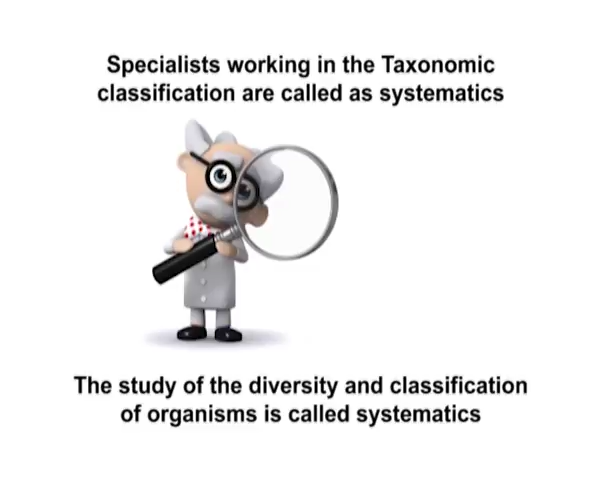 Specialists working in the Taxonomic
classification are called as systematics
The study of the diversity and classification
of organisms is called systematics